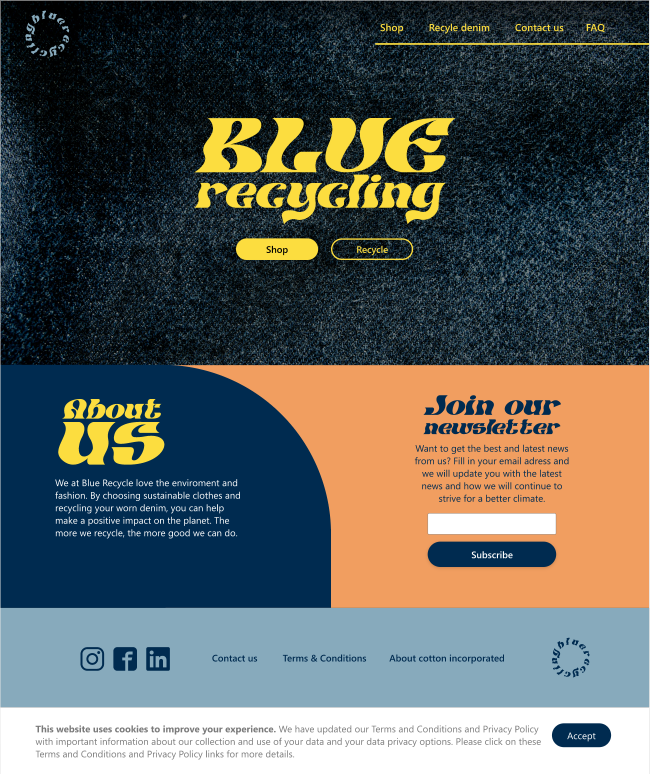 bluerecycling
Shop Recyle denim Contact us FAQ
BLUE
recycling
Shop Recycle
About
us
We at Blue Recycle love the enviroment and
fashion. By choosing sustainable clothes and
recycling your worn denim, you can help
make a positive impact on the planet. The
more we recycle, the more good we can do.
Join our
newsletter
Want to get the best and latest news
from us? Fill in your email adress and
we will update you with the latest
news and how we will continue to
strive for a better climate.
Subscribe
Contact us Terms & Conditions About cotton incorporated
bluerecycling
This website uses cookies to improve your experience. We have updated our Terms and Conditions and Privacy Policy
with important information about our collection and use of your data and your data privacy options. Please click on these
Terms and Conditions and Privacy Policy links for more details.
Accept